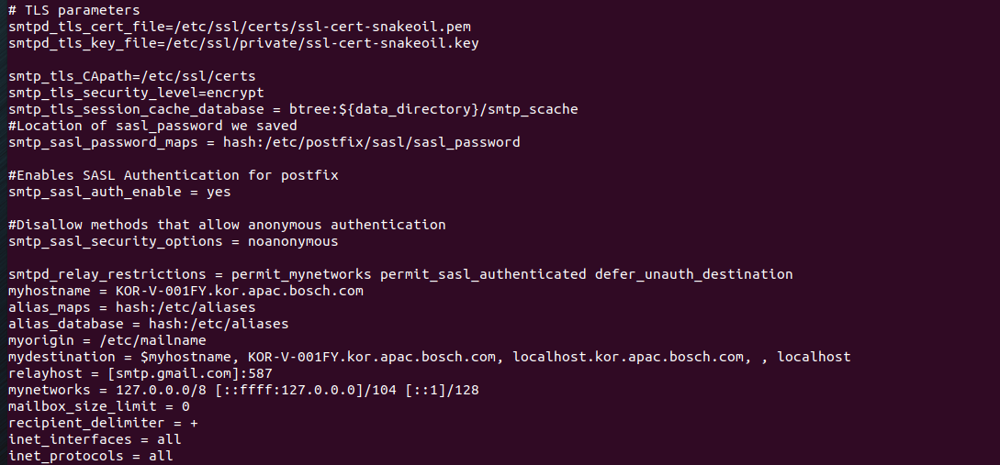 # TLS parameters
smtpd_tls_cert_file=/etc/ssl/certs/ssl-cert-snakeoil.pem
smtpd_tls_key_file=/etc/ssl/private/ssl-cert-snakeoil.key
smtp_tls_CApath=/etc/ssl/certs
smtp_tls_security_level=encrypt
smtp_tls_session_cache_database = btree:${data_directory}/smtp_scache
#Location of sasl_password we saved
smtp_sasl_password_maps = hash:/etc/postfix/sasl/sasl_password
#Enables SASL Authentication for postfix
smtp_sasl_auth_enable = yes
#Disallow methods that allow anonymous authentication
smtp_sasl_security_options = noanonymous
smtpd_relay_restrictions = permit_mynetworks permit_sasl_authenticated defer_unauth_destination
myhostname = KOR-V-001FY.kor.apac.bosch.com
alias_maps = hash:/etc/aliases
alias_database = hash:/etc/aliases
myorigin = /etc/mailname
mydestination = $myhostname, KOR-V-001FY.kor.apac.bosch.com, localhost.kor.apac.bosch.com, , localhost
relayhost = [smtp.gmail.com]:587
mynetworks = 127.0.0.0/8 [::ffff:127.0.0.0]/104 [::1]/128
mailbox_size_limit = 0
recipient_delimiter = +
inet_interfaces = all
inet_protocols = all